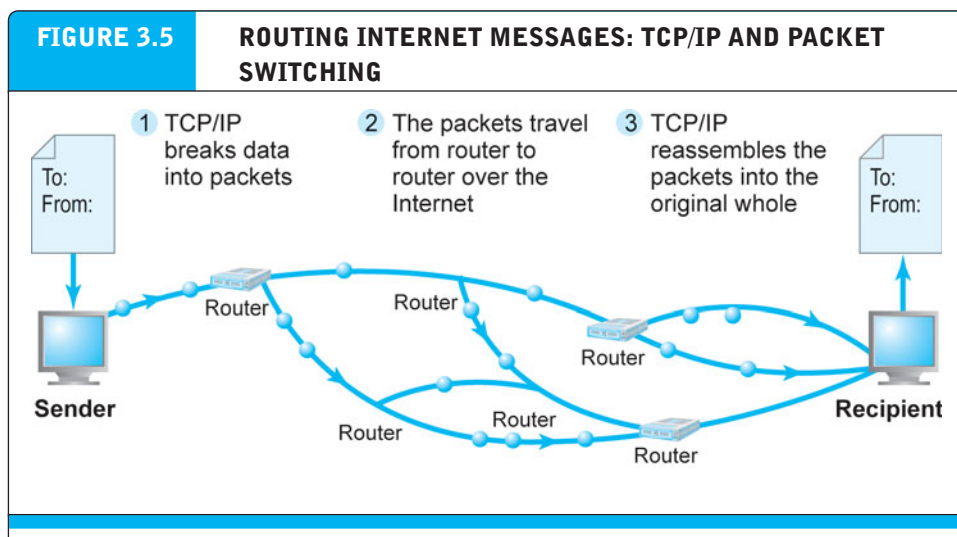 FIGURE 3.5
ROUTING INTERNET MESSAGES: TCP/IP AND PACKET
SWITCHING
1 TCP/IP
breaks data
into packets
2 The packets travel
from router to
router over the
Internet
3 TCP/IP
reassembles the
packets into the
original whole
To:
From:
To:
From:
Router
Router
Router
Sender
Recipient
Router
Router
Router